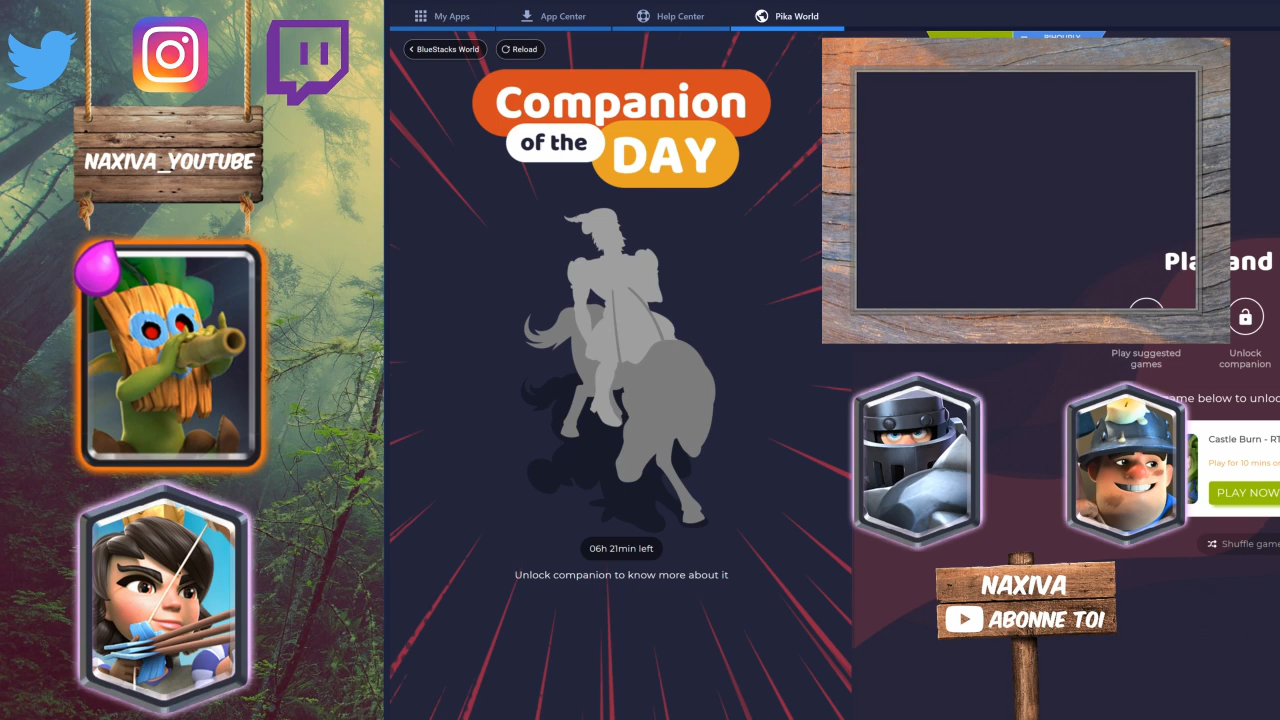 My Apps
App Center
Help Center
Pika World
BlueStacks World
Reload
Companion
of the
DAY
NAXIVA_YOUTUBE
and
Play suggested
games
Unlock
companion
ame below to unloc
Castle Burn - RT
Play for 10 mins or
PLAY NOW
Shuffle game
06h 21min left
Unlock companion to know more about it
NAXIVA
ABONNE TOI